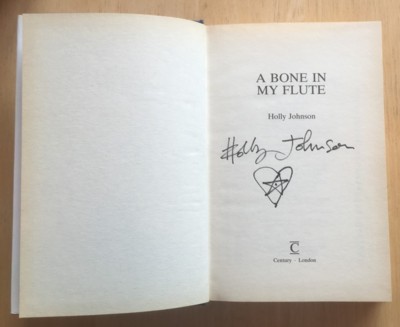 A BONE IN
MY FLUTE
Holly Johnson
Holly Johnson
C
Century · London